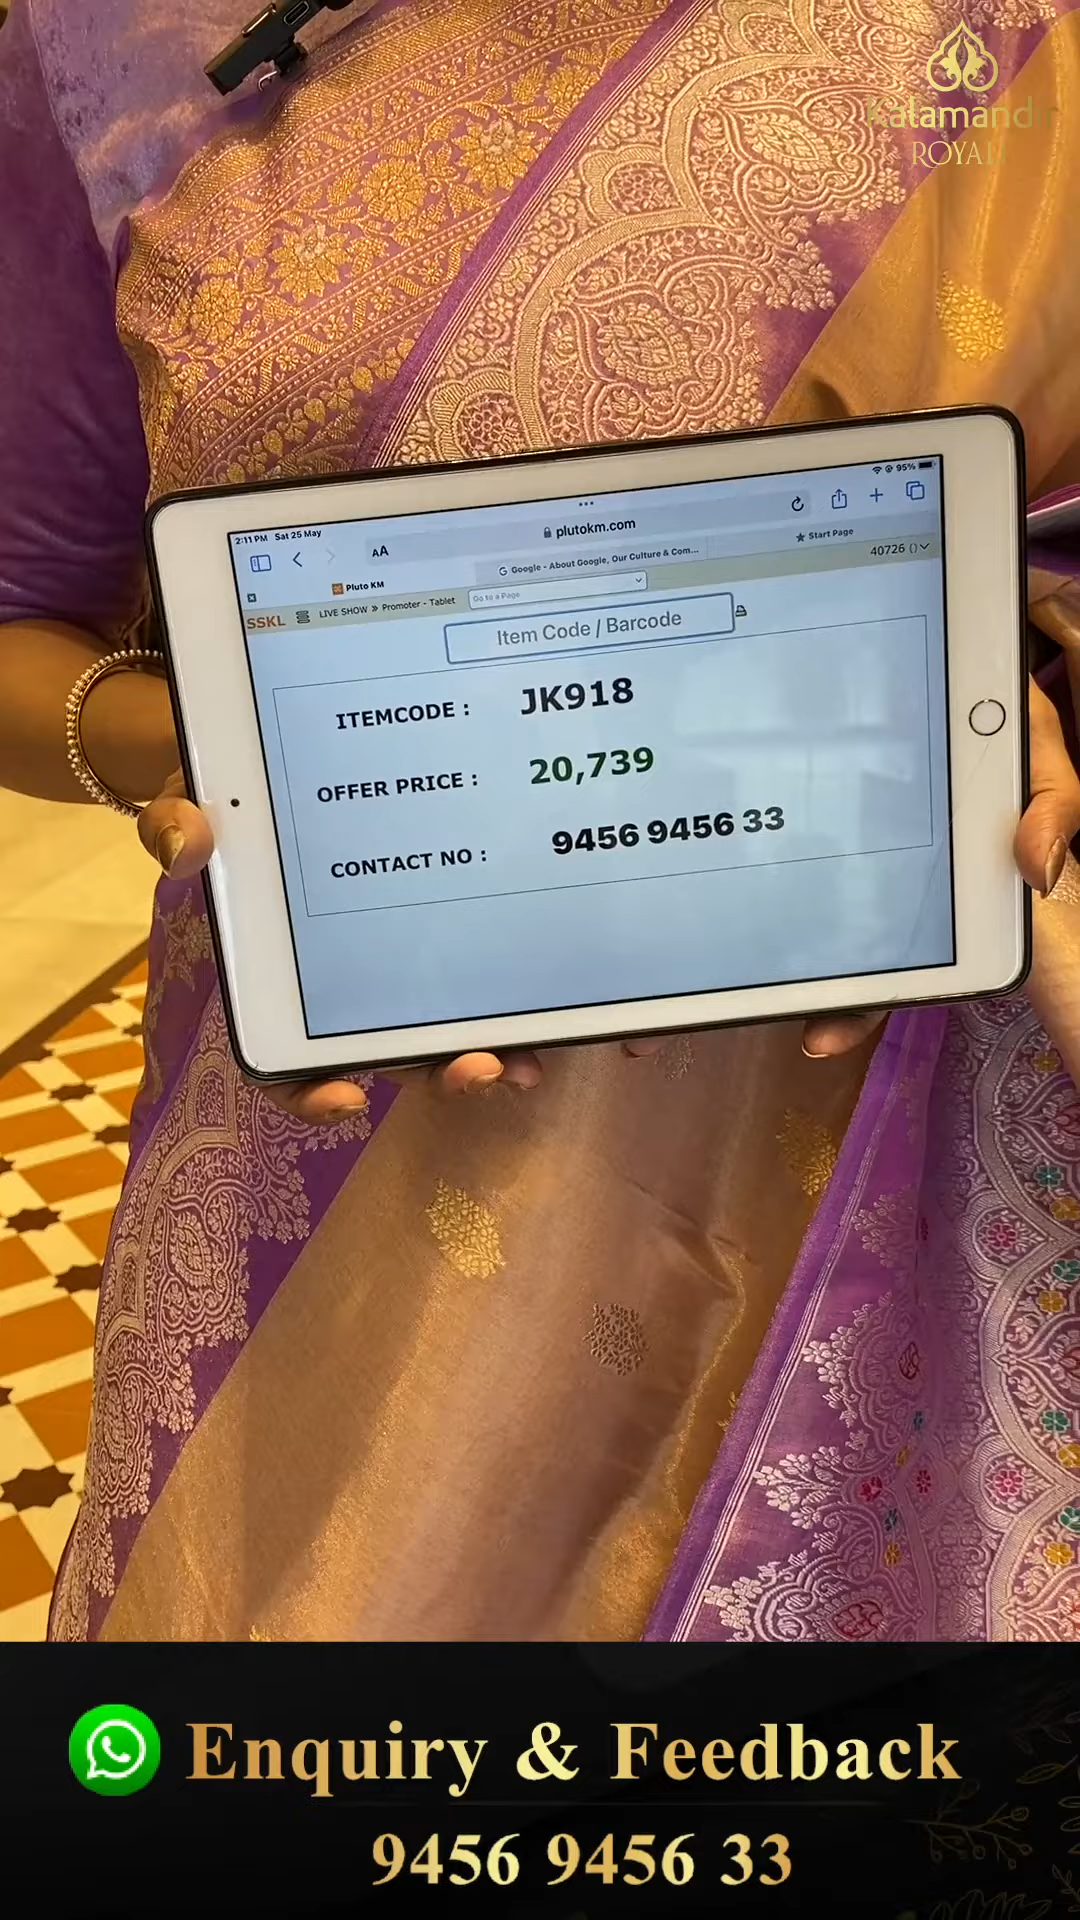 Kalamandir
ROYALE
2:11 PM Sat 25 May
95%
AA
plutokm.com
Pluto KM
Google - About Google, Our Culture & Com...
Start Page
SSKL
LIVE SHOW » Promoter - Tablet
Go to a Page
40726 ()
Item Code / Barcode
ITEMCODE : JK918
OFFER PRICE : 20,739
CONTACT NO : 9456 9456 33
Enquiry & Feedback
9456 9456 33